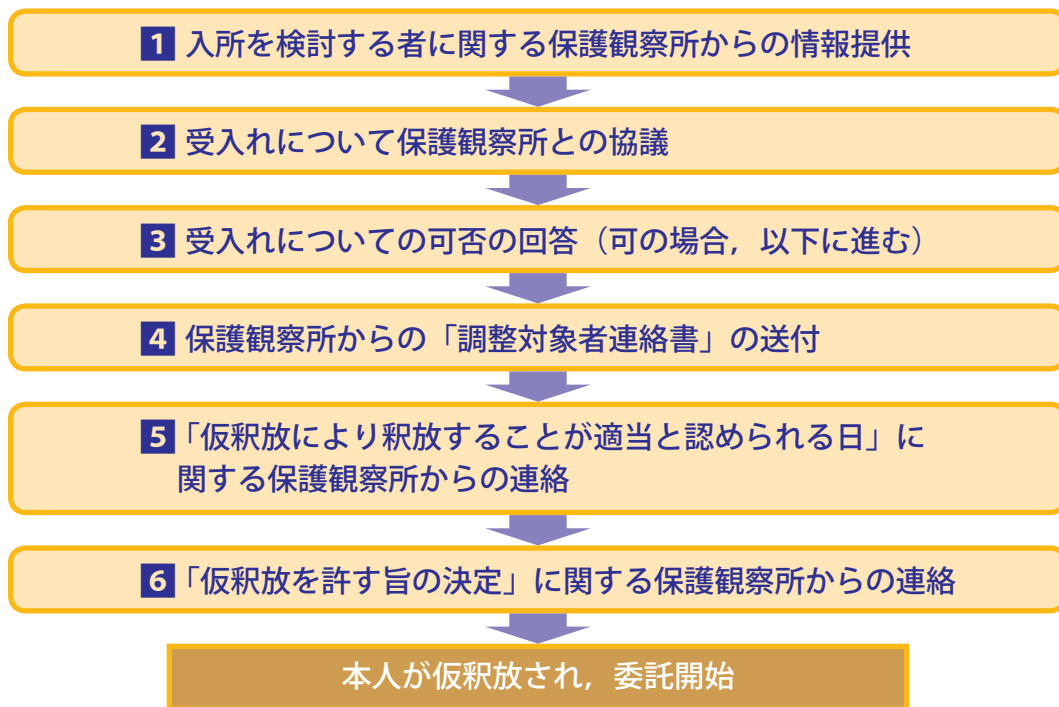 1 入所を検討する者に関する保護観察所からの情報提供
2 受入れについて保護観察所との協議
3 受入れについての可否の回答（可の場合，以下に進む）
4 保護観察所からの「調整対象者連絡書」の送付
5 「仮釈放により釈放することが適当と認められる日」に
関する保護観察所からの連絡
6 「仮釈放を許す旨の決定」に関する保護観察所からの連絡
本人が仮釈放され，委託開始